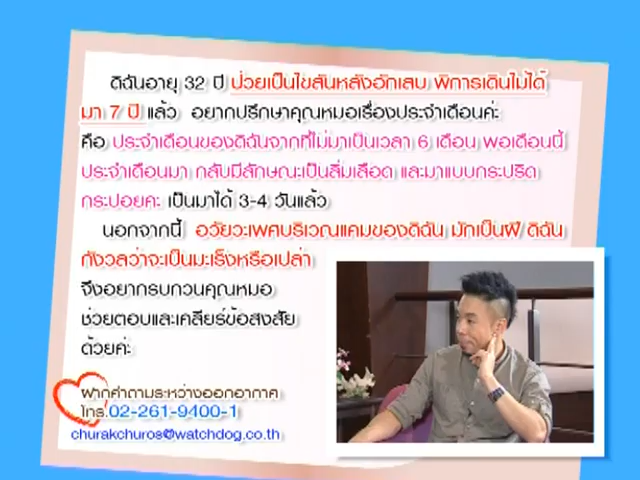 ดิฉันอายุ 32 ปี ป่วยเป็นไขสันหลังอักเสบ พิการเดินไม่ได้
มา 7 ปี แล้ว อยากปรึกษาคุณหมอเรื่องประจำเดือนค่ะ
คือ ประจำเดือนของดิฉันจากที่ไม่มาเป็นเวลา 6 เดือน พอเดือนนี้
ประจำเดือนมา กลับมีลักษณะเป็นลิ่มเลือด และมาแบบกระปริด
กระปอยคะ เป็นมาได้ 3-4 วันแล้ว
นอกจากนี้ อวัยวะเพศบริเวณแคมของดิฉัน มักเป็นฝี ดิฉัน
กังวลว่าจะเป็นมะเร็งหรือเปล่า
จึงอยากรบกวนคุณหมอ
ช่วยตอบและเคลียร์ข้อสงสัย
ด้วยค่ะ
ฝากคำถามระหว่างออกอากาศ
โทร.02-261-9400-1
churakchuros@watchdog.co.th